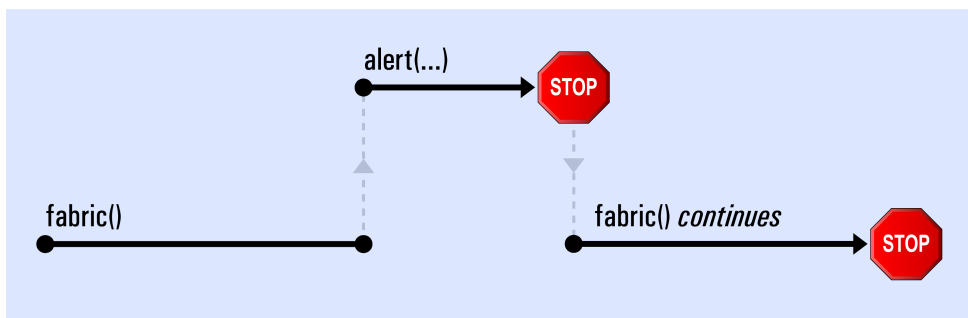 alert(...)
STOP
fabric()
fabric() continues
STOP